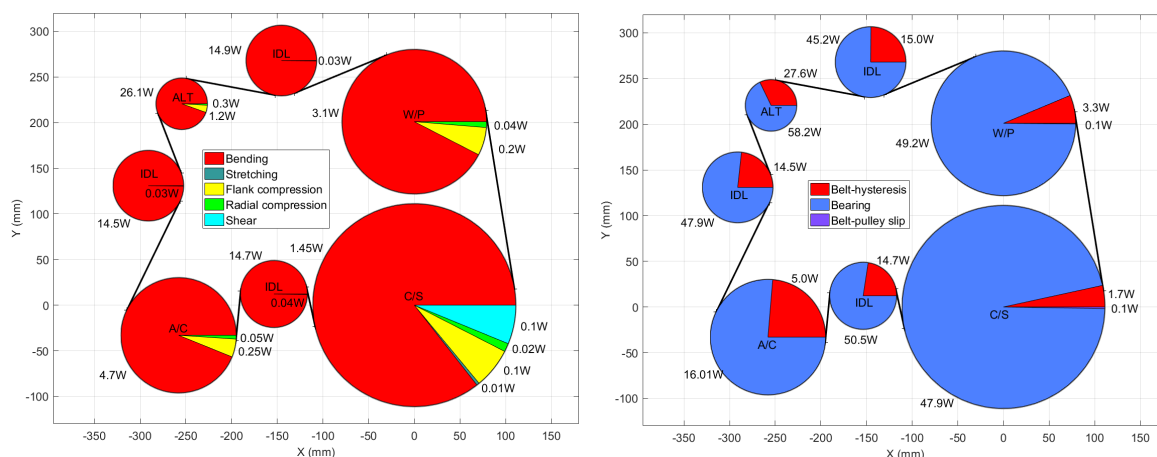 300
250
200
150
100
50
0
-50
-100
Y (mm)
-350
-300
-250
-200
-150
-100
-50
0
50
100
150
X (mm)
14.9W
IDL
0.03W
26.1W
ALT
0.3W
1.2W
3.1W
W/P
0.04W
0.2W
IDL
0.03W
14.5W
Bending
Stretching
Flank compression
Radial compression
Shear
14.7W
1.45W
IDL
0.04W
C/S
0.1W
0.02W
0.1W
0.01W
A/C
0.05W
0.25W
4.7W
300
250
200
150
100
50
0
-50
-100
Y (mm)
-350
-300
-250
-200
-150
-100
-50
0
50
100
150
X (mm)
45.2W
15.0W
IDL
27.6W
ALT
58.2W
3.3W
W/P
0.1W
49.2W
14.5W
IDL
47.9W
Belt-hysteresis
Bearing
Belt-pulley slip
5.0W
14.7W
IDL
50.5W
1.7W
C/S
0.1W
47.9W
A/C
16.01W